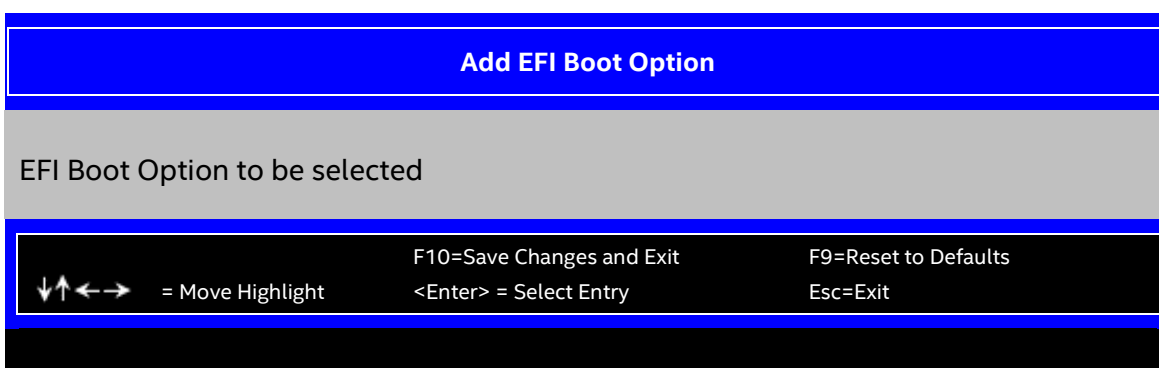 Add EFI Boot Option
EFI Boot Option to be selected
F10=Save Changes and Exit F9=Reset to Defaults
↓↑←→ = Move Highlight <Enter> = Select Entry Esc=Exit